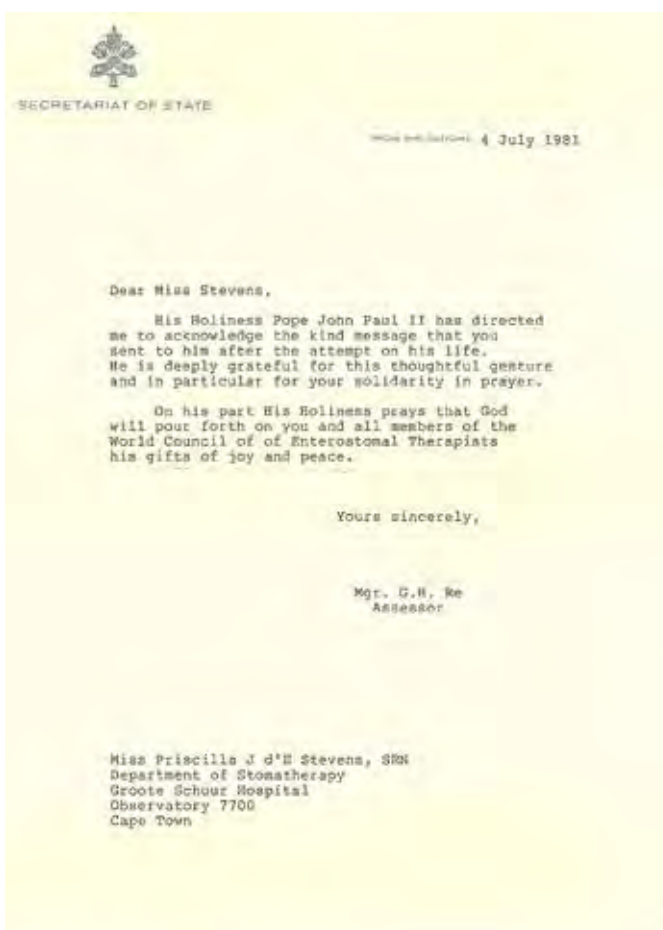 SECRETARIAT OF STATE
4 July 1981
Dear Miss Stevens,
His Holiness Pope John Paul II has directed
me to acknowledge the kind message that you
sent to him after the attempt on his life.
He is deeply grateful for this thoughtful gesture
and in particular for your solidarity in prayer.
On his part His Holiness prays that God
will pour forth on you and all members of the
World Council of of Enterostomal Therapists
his gifts of joy and peace.
Yours sincerely,
Mgr. G.B. Re
Assessor
Miss Priscilla J d'E Stevens, SRN
Department of Stomatherapy
Groote Schuur Hospital
Observatory 7700
Cape Town